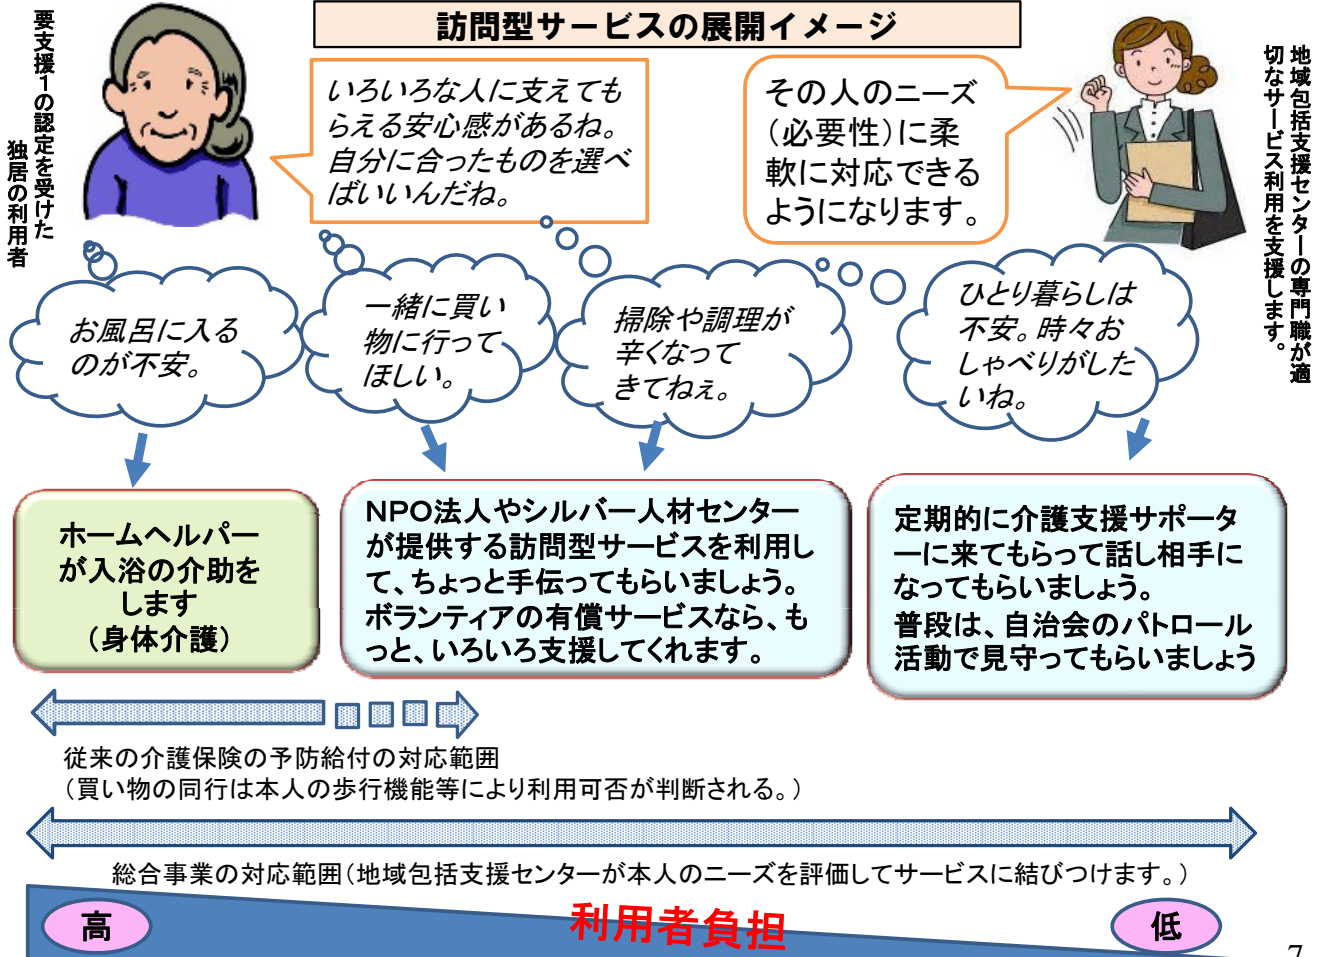 訪問型サービスの展開イメージ
要支援1の認定を受けた
独居の利用者
いろいろな人に支えても
らえる安心感があるね。
自分に合ったものを選べ
ばいいんだね。
その人のニーズ
（必要性）に柔
軟に対応できる
ようになります。
地域包括支援センターの専門職が適
切なサービス利用を支援します。
お風呂に入る
のが不安。
一緒に買い
物に行って
ほしい。
掃除や調理が
辛くなって
きてねぇ。
ひとり暮らしは
不安。時々お
しゃべりがした
いね。
ホームヘルパー
が入浴の介助を
します
（身体介護）
NPO法人やシルバー人材センター
が提供する訪問型サービスを利用し
て、ちょっと手伝ってもらいましょう。
ボランティアの有償サービスなら、も
っと、いろいろ支援してくれます。
定期的に介護支援サポータ
ーに来てもらって話し相手に
なってもらいましょう。
普段は、自治会のパトロール
活動で見守ってもらいましょう
従来の介護保険の予防給付の対応範囲
（買い物の同行は本人の歩行機能等により利用可否が判断される。）
総合事業の対応範囲（地域包括支援センターが本人のニーズを評価してサービスに結びつけます。）
高
利用者負担
低
7